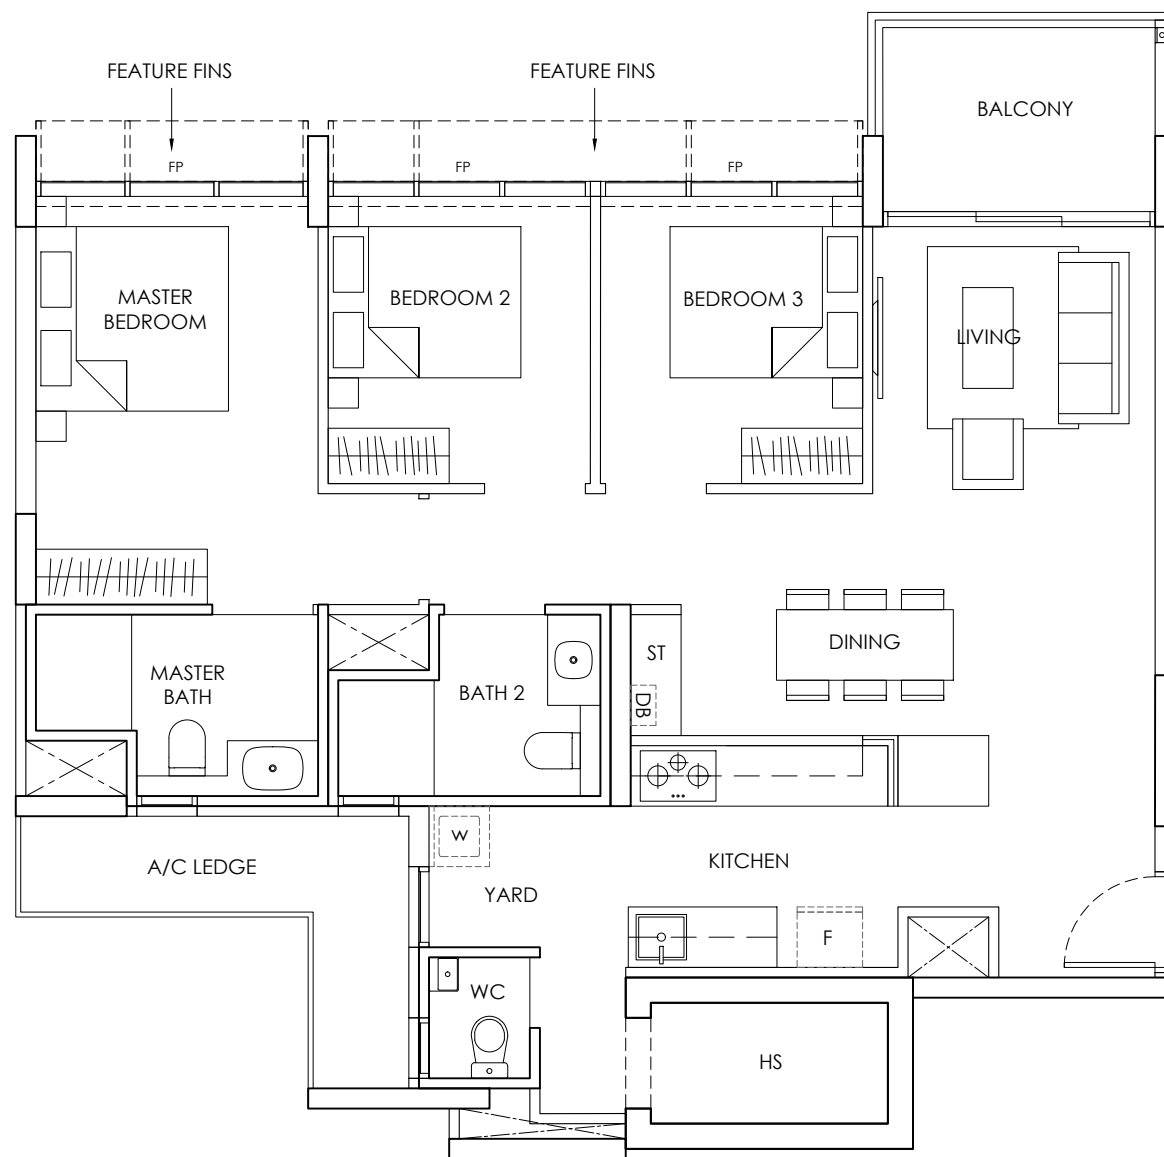 FEATURE FINS
FEATURE FINS
BALCONY
FP
FP
FP
MASTER
BEDROOM
BEDROOM 2
BEDROOM 3
LIVING
DINING
MASTER
BATH
BATH 2
ST
DB
A/C LEDGE
W
KITCHEN
YARD
F
WC
HS